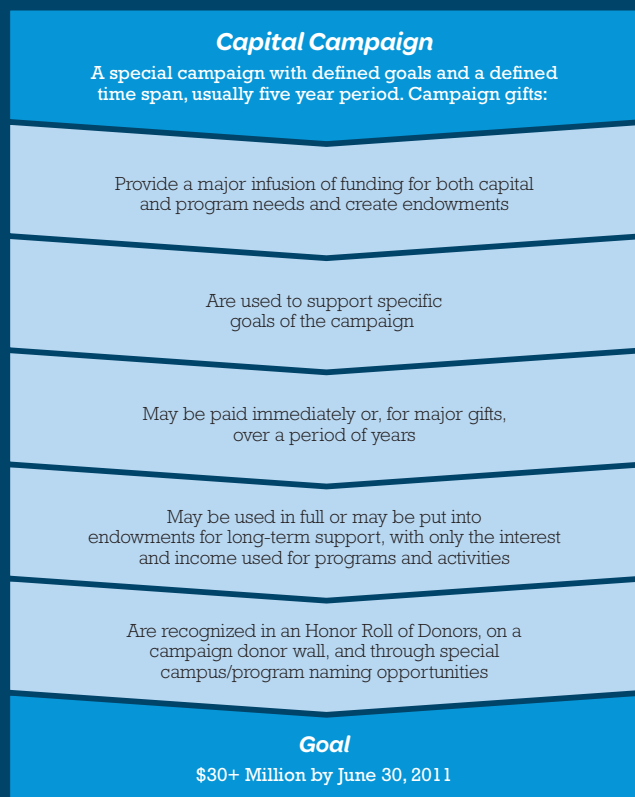 Capital Campaign
A special campaign with defined goals and a defined
time span, usually five year period. Campaign gifts:
Provide a major infusion of funding for both capital
and program needs and create endowments
Are used to support specific
goals of the campaign
May be paid immediately or, for major gifts,
over a period of years
May be used in full or may be put into
endowments for long-term support, with only the interest
and income used for programs and activities
Are recognized in an Honor Roll of Donors, on a
campaign donor wall, and through special
campus/program naming opportunities
Goal
$30+ Million by June 30, 2011